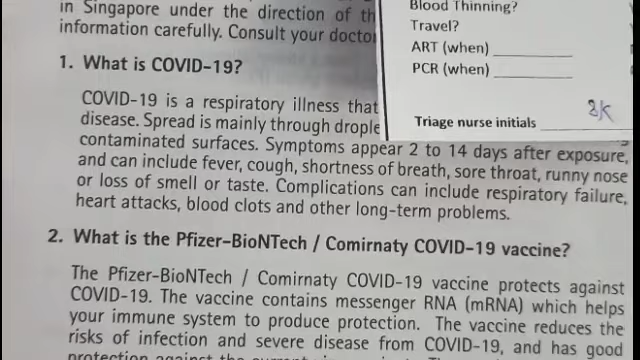 in Singapore under the direction of th
information carefully. Consult your docto
1. What is COVID-19?
COVID-19 is a respiratory illness that
disease. Spread is mainly through drople
contaminated surfaces. Symptoms appear 2 to 14 days after exposure,
and can include fever, cough, shortness of breath, sore throat, runny nose
or loss of smell or taste. Complications can include respiratory failure,
heart attacks, blood clots and other long-term problems.
2. What is the Pfizer-BioNTech / Comirnaty COVID-19 vaccine?
The Pfizer-BioNTech / Comirnaty COVID-19 vaccine protects against
COVID-19. The vaccine contains messenger RNA (mRNA) which helps
your immune system to produce protection. The vaccine reduces the
risks of infection and severe disease from COVID-19, and has good
protection against the
Blood Thinning?
Travel?
ART (when)
PCR (when)
Triage nurse initials